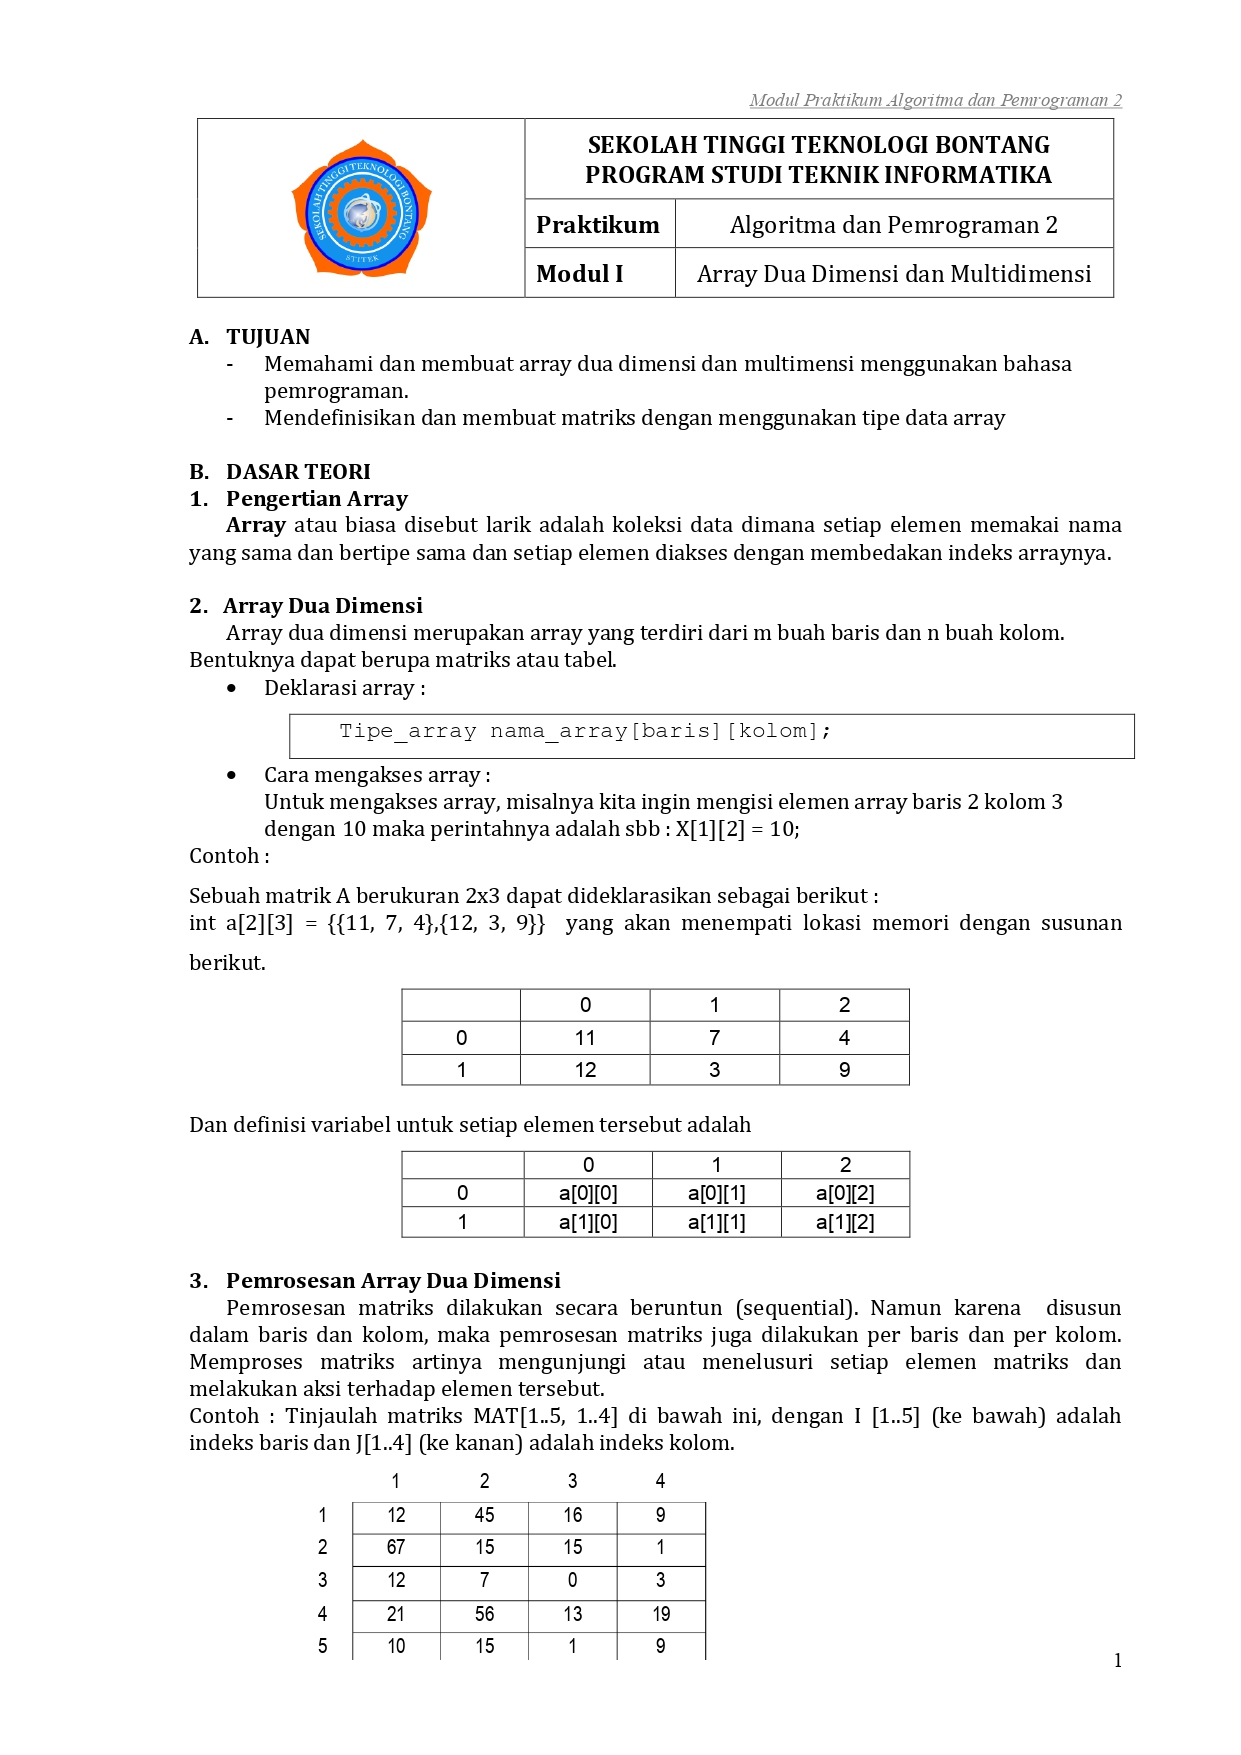 Modul Praktikum Algoritma dan Pemrograman 2
SEKOLAH TINGGI TEKNOLOGI BONTANG
STITEK
SEKOLAH TINGGI TEKNOLOGI BONTANG
PROGRAM STUDI TEKNIK INFORMATIKA
Praktikum Algoritma dan Pemrograman 2
Modul I Array Dua Dimensi dan Multidimensi
A. TUJUAN
- Memahami dan membuat array dua dimensi dan multimensi menggunakan bahasa
pemrograman.
- Mendefinisikan dan membuat matriks dengan menggunakan tipe data array
B. DASAR TEORI
1. Pengertian Array
Array atau biasa disebut larik adalah koleksi data dimana setiap elemen memakai nama
yang sama dan bertipe sama dan setiap elemen diakses dengan membedakan indeks arraynya.
2. Array Dua Dimensi
Array dua dimensi merupakan array yang terdiri dari m buah baris dan n buah kolom.
Bentuknya dapat berupa matriks atau tabel.
• Deklarasi array :
Tipe_array nama_array[baris][kolom];
• Cara mengakses array :
Untuk mengakses array, misalnya kita ingin mengisi elemen array baris 2 kolom 3
dengan 10 maka perintahnya adalah sbb : X[1][2] = 10;
Contoh :
Sebuah matrik A berukuran 2x3 dapat dideklarasikan sebagai berikut :
int a[2][3] = {{11, 7, 4},{12, 3, 9}} yang akan menempati lokasi memori dengan susunan
berikut.
0 1 2
0 11 7 4
1 12 3 9
Dan definisi variabel untuk setiap elemen tersebut adalah
0 1 2
0 a[0][0] a[0][1] a[0][2]
1 a[1][0] a[1][1] a[1][2]
3. Pemrosesan Array Dua Dimensi
Pemrosesan matriks dilakukan secara beruntun (sequential). Namun karena disusun
dalam baris dan kolom, maka pemrosesan matriks juga dilakukan per baris dan per kolom.
Memproses matriks artinya mengunjungi atau menelusuri setiap elemen matriks dan
melakukan aksi terhadap elemen tersebut.
Contoh : Tinjaulah matriks MAT[1..5, 1..4] di bawah ini, dengan I [1..5] (ke bawah) adalah
indeks baris dan J[1..4] (ke kanan) adalah indeks kolom.
1 2 3 4
1 12 45 16 9
2 67 15 15 1
3 12 7 0 3
4 21 56 13 19
5 10 15 1 9
1